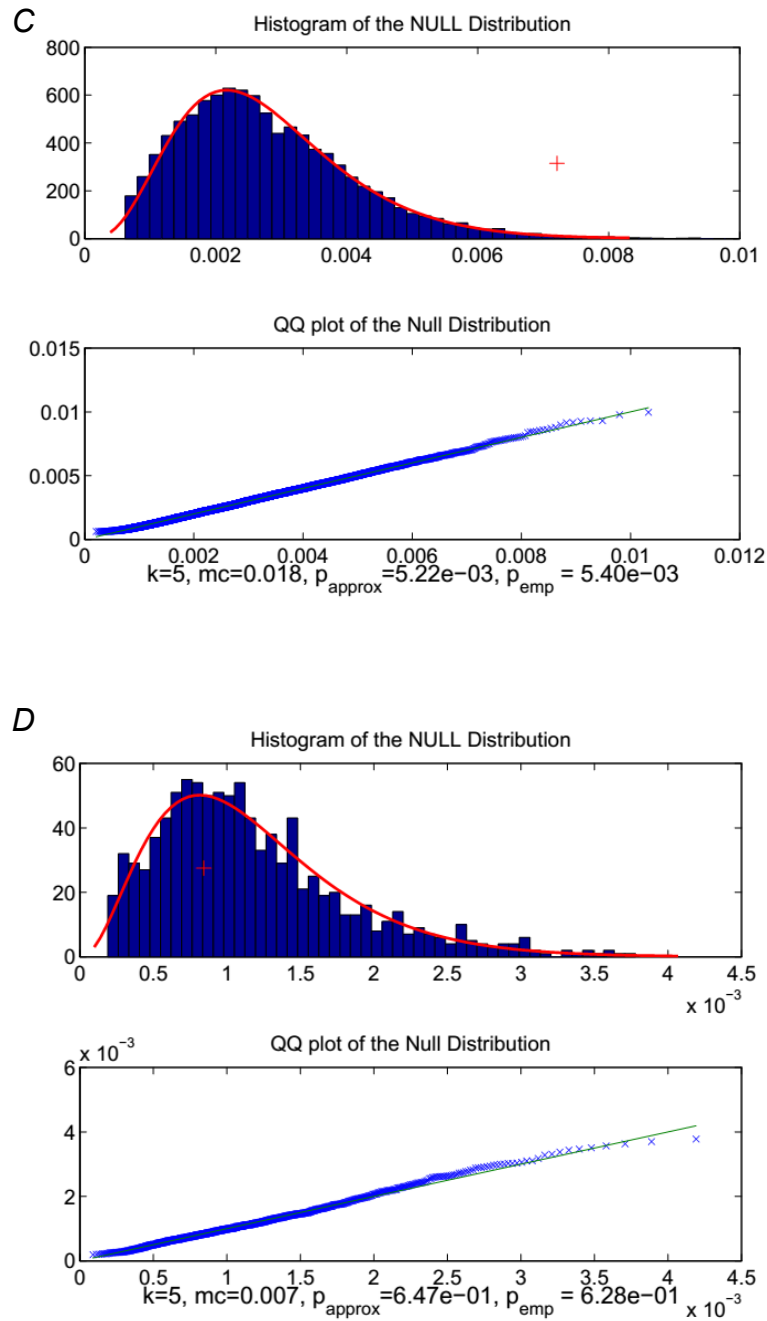 C
Histogram of the NULL Distribution
800
600
400
200
0
0 0.002 0.004 0.006 0.008 0.01
QQ plot of the Null Distribution
0.015
0.01
0.005
0
0 0.002 0.004 0.006 0.008 0.01 0.012
k=5, mc=0.018, p_approx=5.22e−03, p_emp = 5.40e−03
D
Histogram of the NULL Distribution
60
40
20
0
0 0.5 1 1.5 2 2.5 3 3.5 4 4.5
x 10⁻³
QQ plot of the Null Distribution
x 10⁻³
6
4
2
0
0 0.5 1 1.5 2 2.5 3 3.5 4 4.5
k=5, mc=0.007, p_approx=6.47e−01, p_emp = 6.28e−01 x 10⁻³